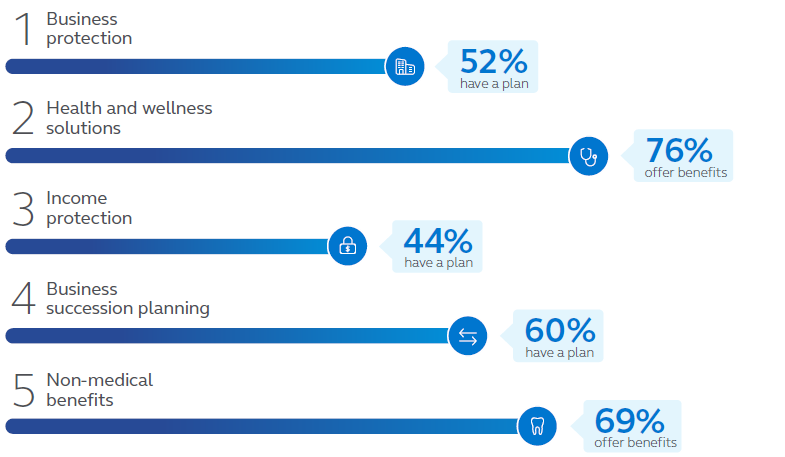 1 Business
protection
52%
have a plan
2 Health and wellness
solutions
76%
offer benefits
3 Income
protection
$
44%
have a plan
4 Business
succession planning
60%
have a plan
5 Non-medical
benefits
69%
offer benefits